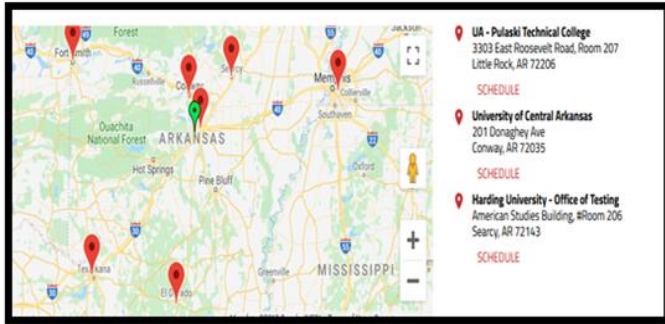 Forest
Fort Smith
Russellville
Searcy
Memphis
Collierville
Southaven
Ouachita
National Forest
ARKANSAS
Hot Springs
Pine Bluff
Oxford
Greenville
MISSISSIPPI
El Dorado
UA - Pulaski Technical College
3303 East Roosevelt Road, Room 207
Little Rock, AR 72206
SCHEDULE
University of Central Arkansas
201 Donaghey Ave
Conway, AR 72035
SCHEDULE
Harding University - Office of Testing
American Studies Building, #Room 206
Searcy, AR 72143
SCHEDULE